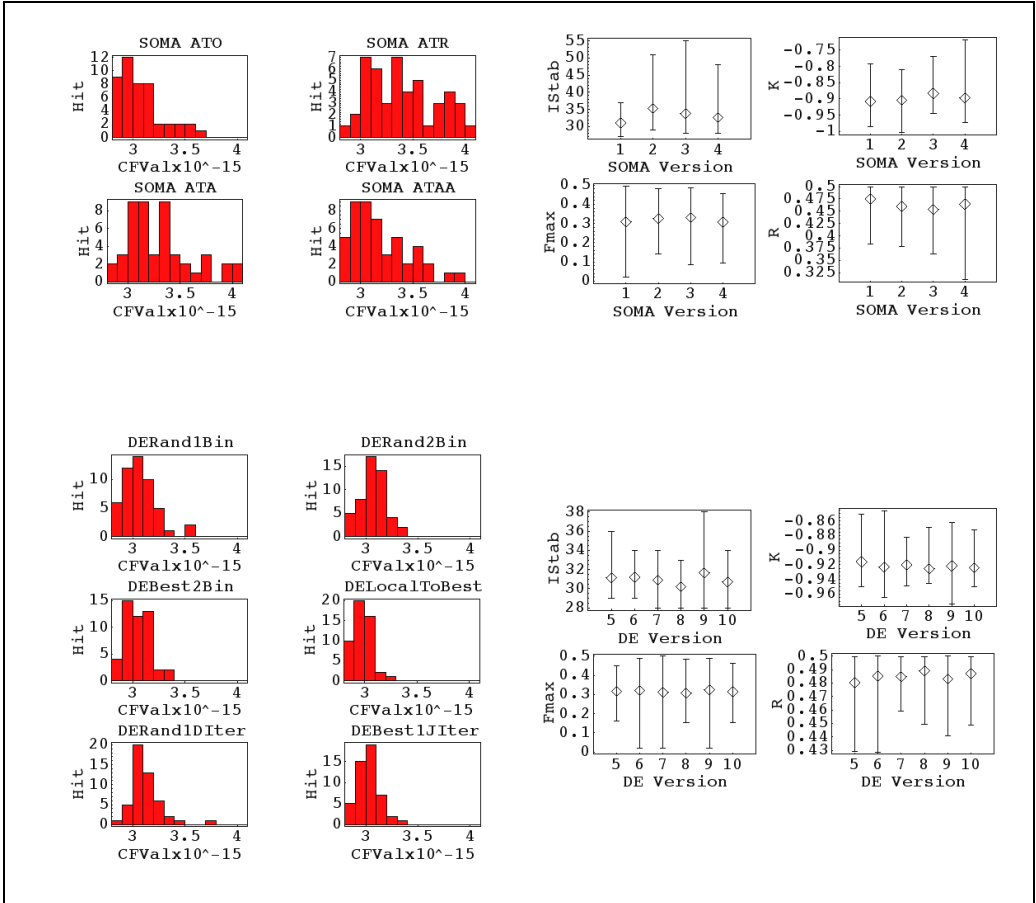 SOMA ATO
12
10
8
6
4
2
0
Hit
3 3.5 4
CFValx10^-15
SOMA ATR
7
6
5
4
3
2
1
0
Hit
3 3.5 4
CFValx10^-15
SOMA ATA
8
6
4
2
0
Hit
3 3.5 4
CFValx10^-15
SOMA ATAA
8
6
4
2
0
Hit
3 3.5 4
CFValx10^-15
55
50
45
40
35
30
IStab
1 2 3 4
SOMA Version
-0.75
-0.8
-0.85
-0.9
-0.95
-1
K
1 2 3 4
SOMA Version
0.5
0.4
0.3
0.2
0.1
0
Fmax
1 2 3 4
SOMA Version
0.5
0.475
0.45
0.425
0.4
0.375
0.35
0.325
R
1 2 3 4
SOMA Version
DERand1Bin
10
5
0
Hit
3 3.5 4
CFValx10^-15
DERand2Bin
15
10
5
0
Hit
3 3.5 4
CFValx10^-15
DEBest2Bin
15
10
5
0
Hit
3 3.5 4
CFValx10^-15
DELocalToBest
20
15
10
5
0
Hit
3 3.5 4
CFValx10^-15
DERand1DIter
20
15
10
5
0
Hit
3 3.5 4
CFValx10^-15
DEBest1JIter
15
10
5
0
Hit
3 3.5 4
CFValx10^-15
38
36
34
32
30
28
IStab
5 6 7 8 9 10
DE Version
-0.86
-0.88
-0.9
-0.92
-0.94
-0.96
K
5 6 7 8 9 10
DE Version
0.5
0.4
0.3
0.2
0.1
0
Fmax
5 6 7 8 9 10
DE Version
0.5
0.49
0.48
0.47
0.46
0.45
0.44
0.43
R
5 6 7 8 9 10
DE Version